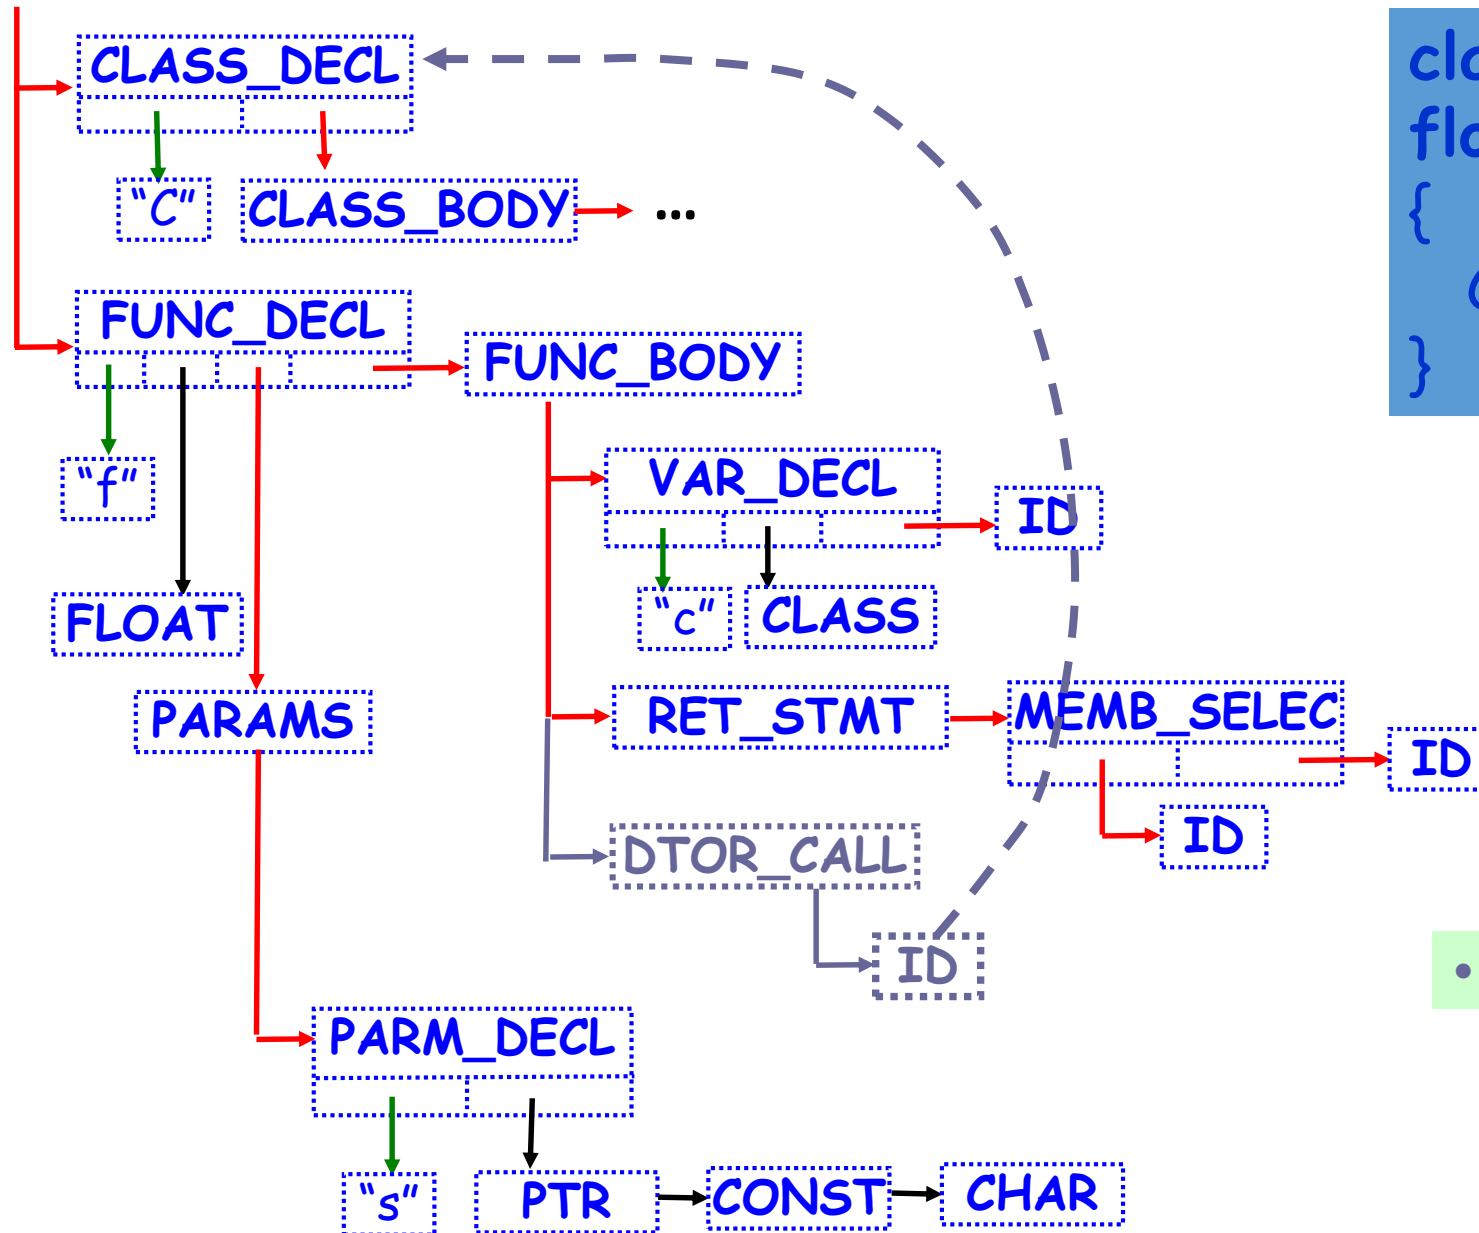 CLASS_DECL
"C"
CLASS_BODY
...
FUNC_DECL
FUNC_BODY
"f"
VAR_DECL
ID
FLOAT
"c"
CLASS
PARAMS
RET_STMT
MEMB_SELEC
ID
ID
DTOR_CALL
ID
PARM_DECL
"s"
PTR
CONST
CHAR
{
}
•